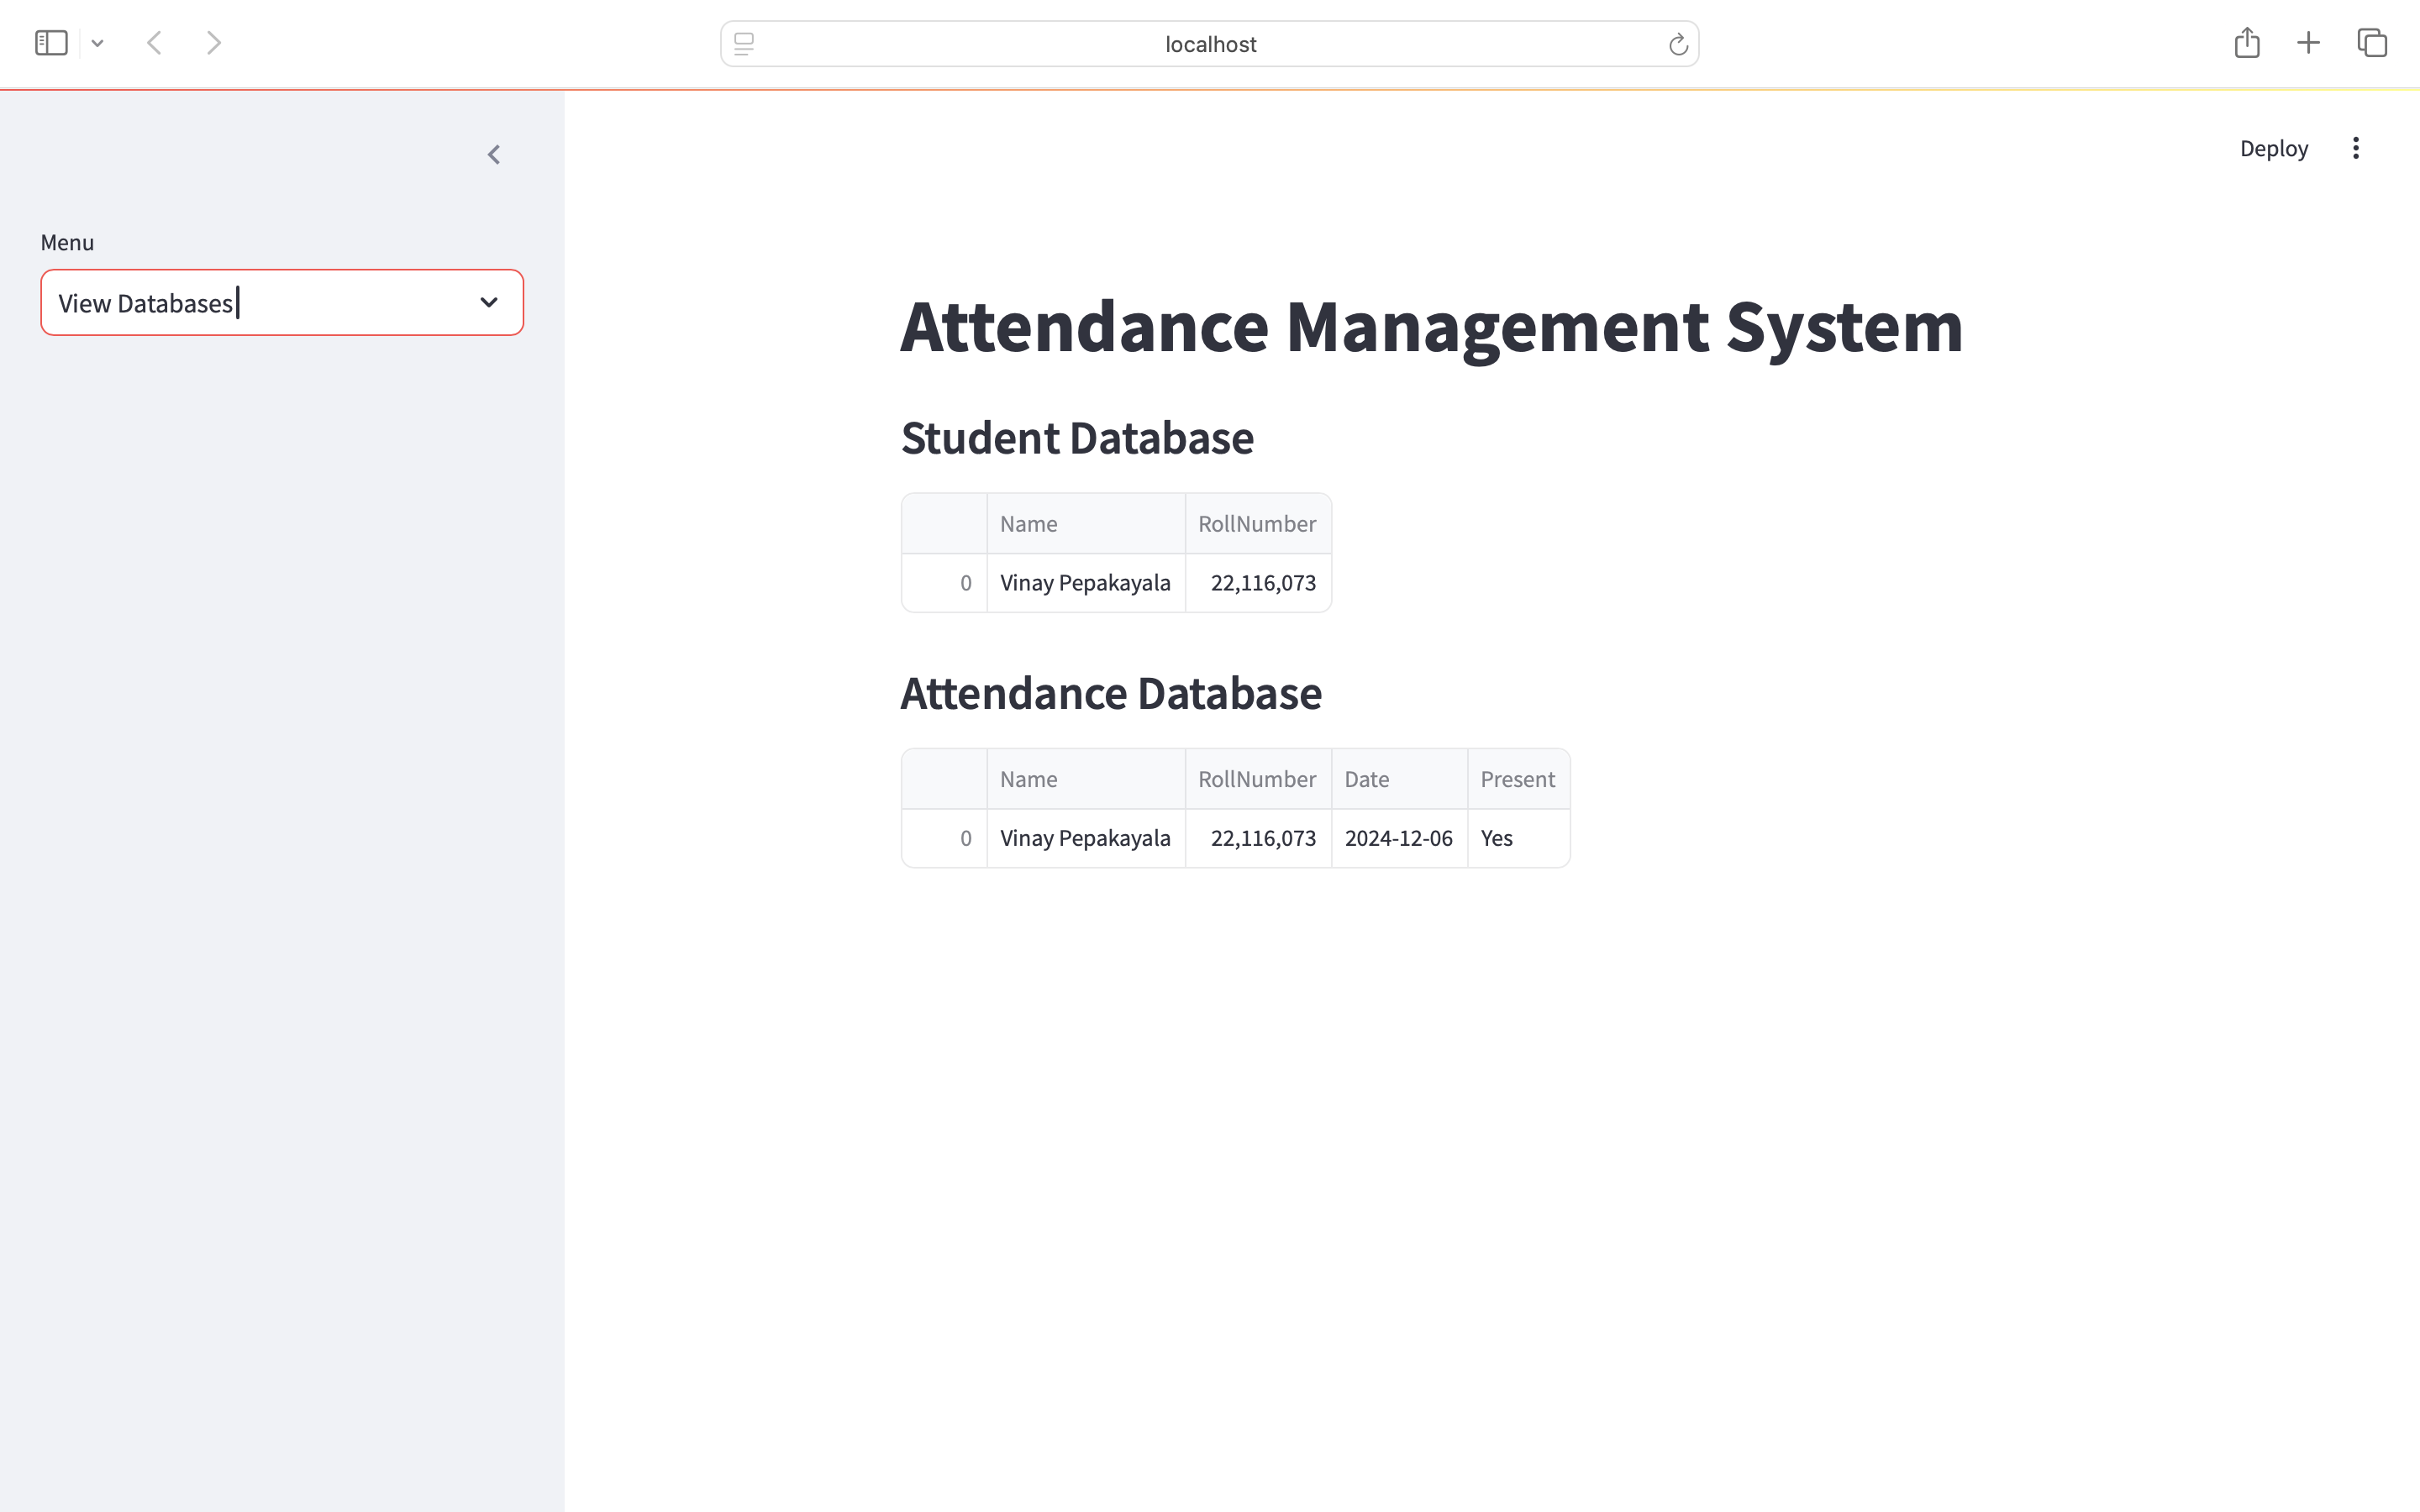 localhost
Deploy
Menu
View Databases
Attendance Management System
Student Database
Name RollNumber
0 Vinay Pepakayala 22,116,073
Attendance Database
Name RollNumber Date Present
0 Vinay Pepakayala 22,116,073 2024-12-06 Yes